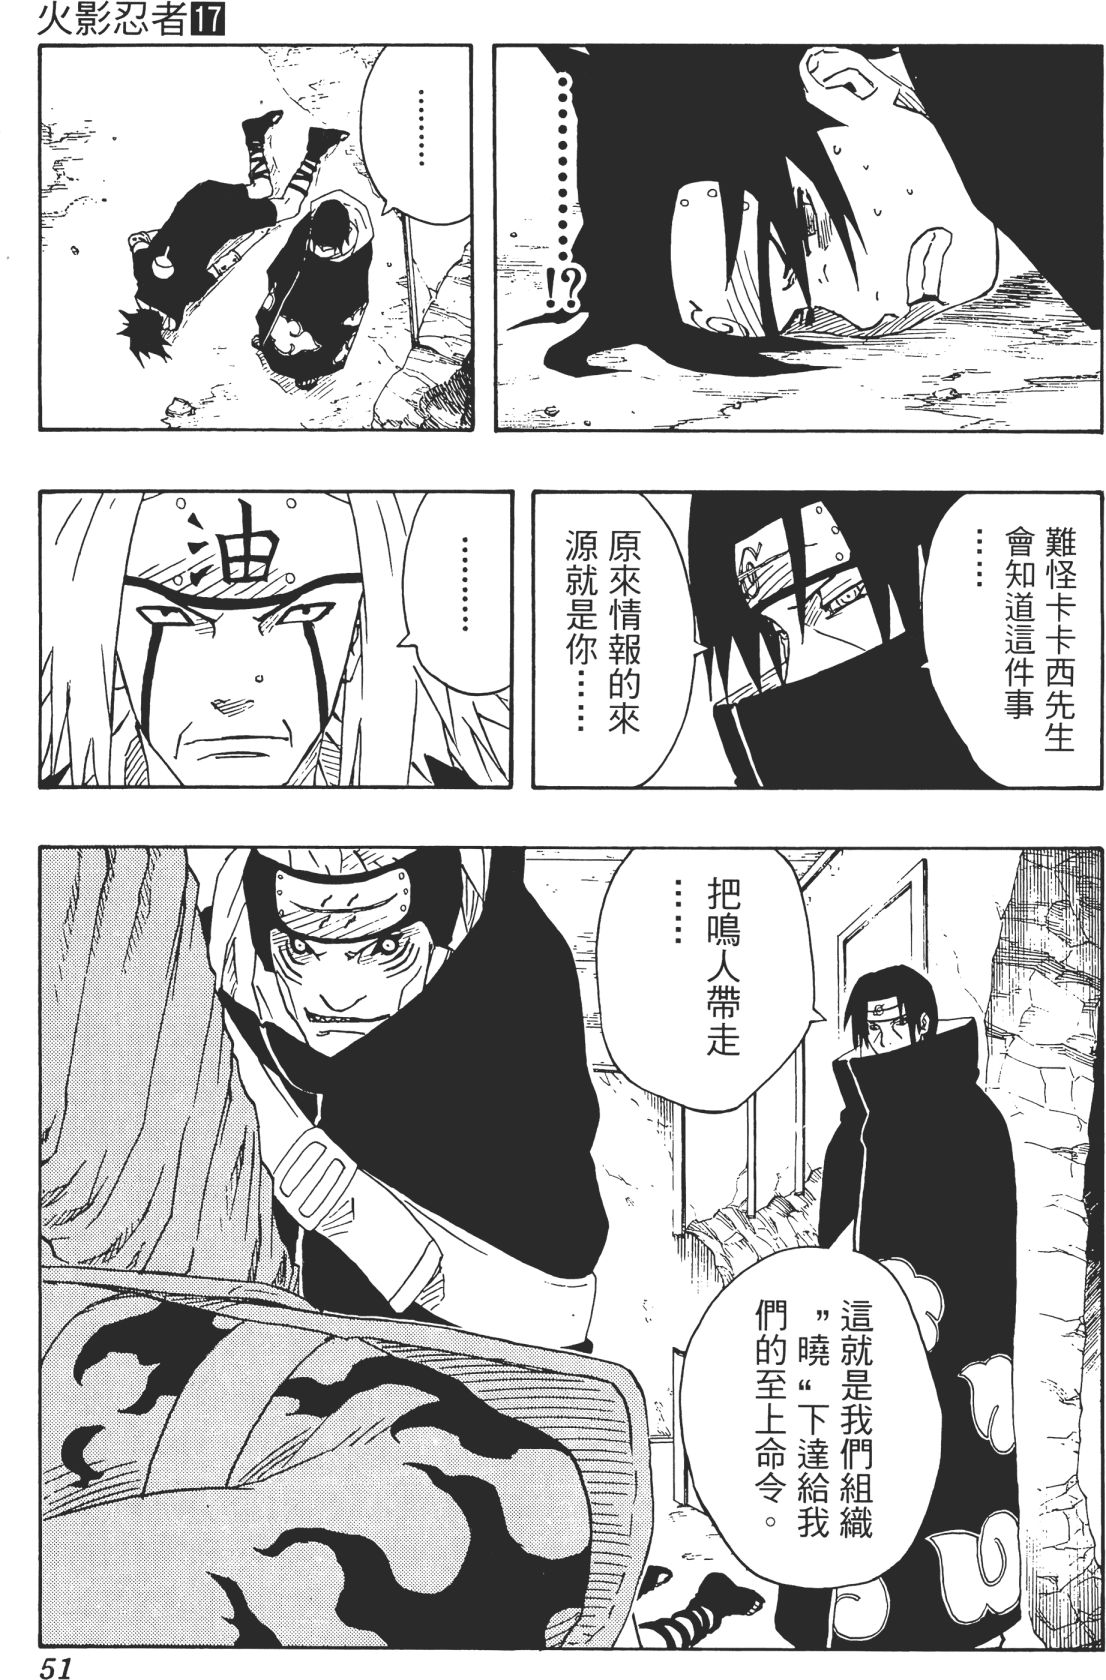 火影忍者17
…………!?
………
難怪卡卡西先生
會知道這件事
……
原來情報的來
源就是你……
油
………
把鳴人帶走
……
這就是我們組織
”曉“下達給我
們的至上命令。
51